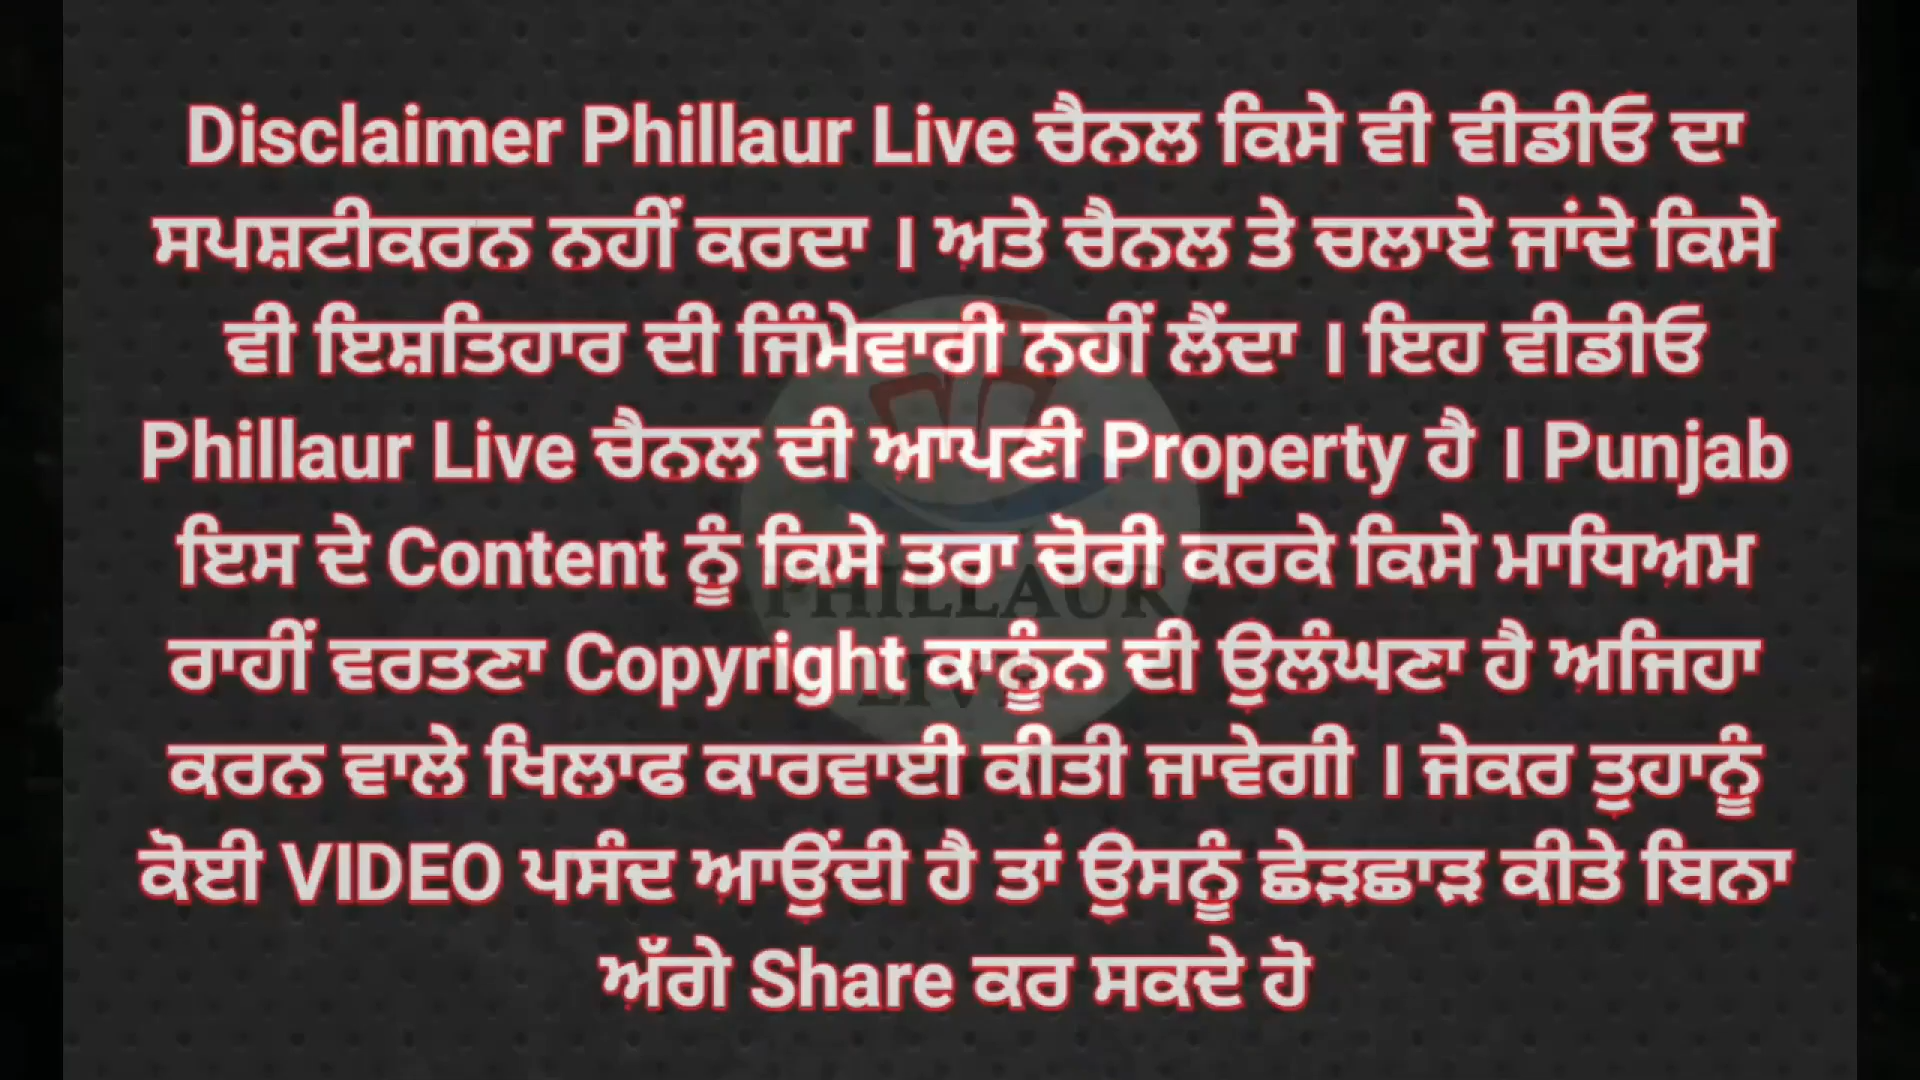 Disclaimer Phillaur Live ਚੈਨਲ ਕਿਸੇ ਵੀ ਵੀਡੀਓ ਦਾ
ਸਪਸ਼ਟੀਕਰਨ ਨਹੀਂ ਕਰਦਾ । ਅਤੇ ਚੈਨਲ ਤੇ ਚਲਾਏ ਜਾਂਦੇ ਕਿਸੇ
ਵੀ ਇਸ਼ਤਿਹਾਰ ਦੀ ਜਿੰਮੇਵਾਰੀ ਨਹੀਂ ਲੈਂਦਾ । ਇਹ ਵੀਡੀਓ
Phillaur Live ਚੈਨਲ ਦੀ ਆਪਣੀ Property ਹੈ । Punjab
ਇਸ ਦੇ Content ਨੂੰ ਕਿਸੇ ਤਰਾ ਚੋਰੀ ਕਰਕੇ ਕਿਸੇ ਮਾਧਿਅਮ
ਰਾਹੀਂ ਵਰਤਣਾ Copyright ਕਾਨੂੰਨ ਦੀ ਉਲੰਘਣਾ ਹੈ ਅਜਿਹਾ
ਕਰਨ ਵਾਲੇ ਖਿਲਾਫ ਕਾਰਵਾਈ ਕੀਤੀ ਜਾਵੇਗੀ । ਜੇਕਰ ਤੁਹਾਨੂੰ
ਕੋਈ VIDEO ਪਸੰਦ ਆਉਂਦੀ ਹੈ ਤਾਂ ਉਸਨੂੰ ਛੇੜਛਾੜ ਕੀਤੇ ਬਿਨਾ
ਅੱਗੇ Share ਕਰ ਸਕਦੇ ਹੋ
PHILLAUR
LIVE